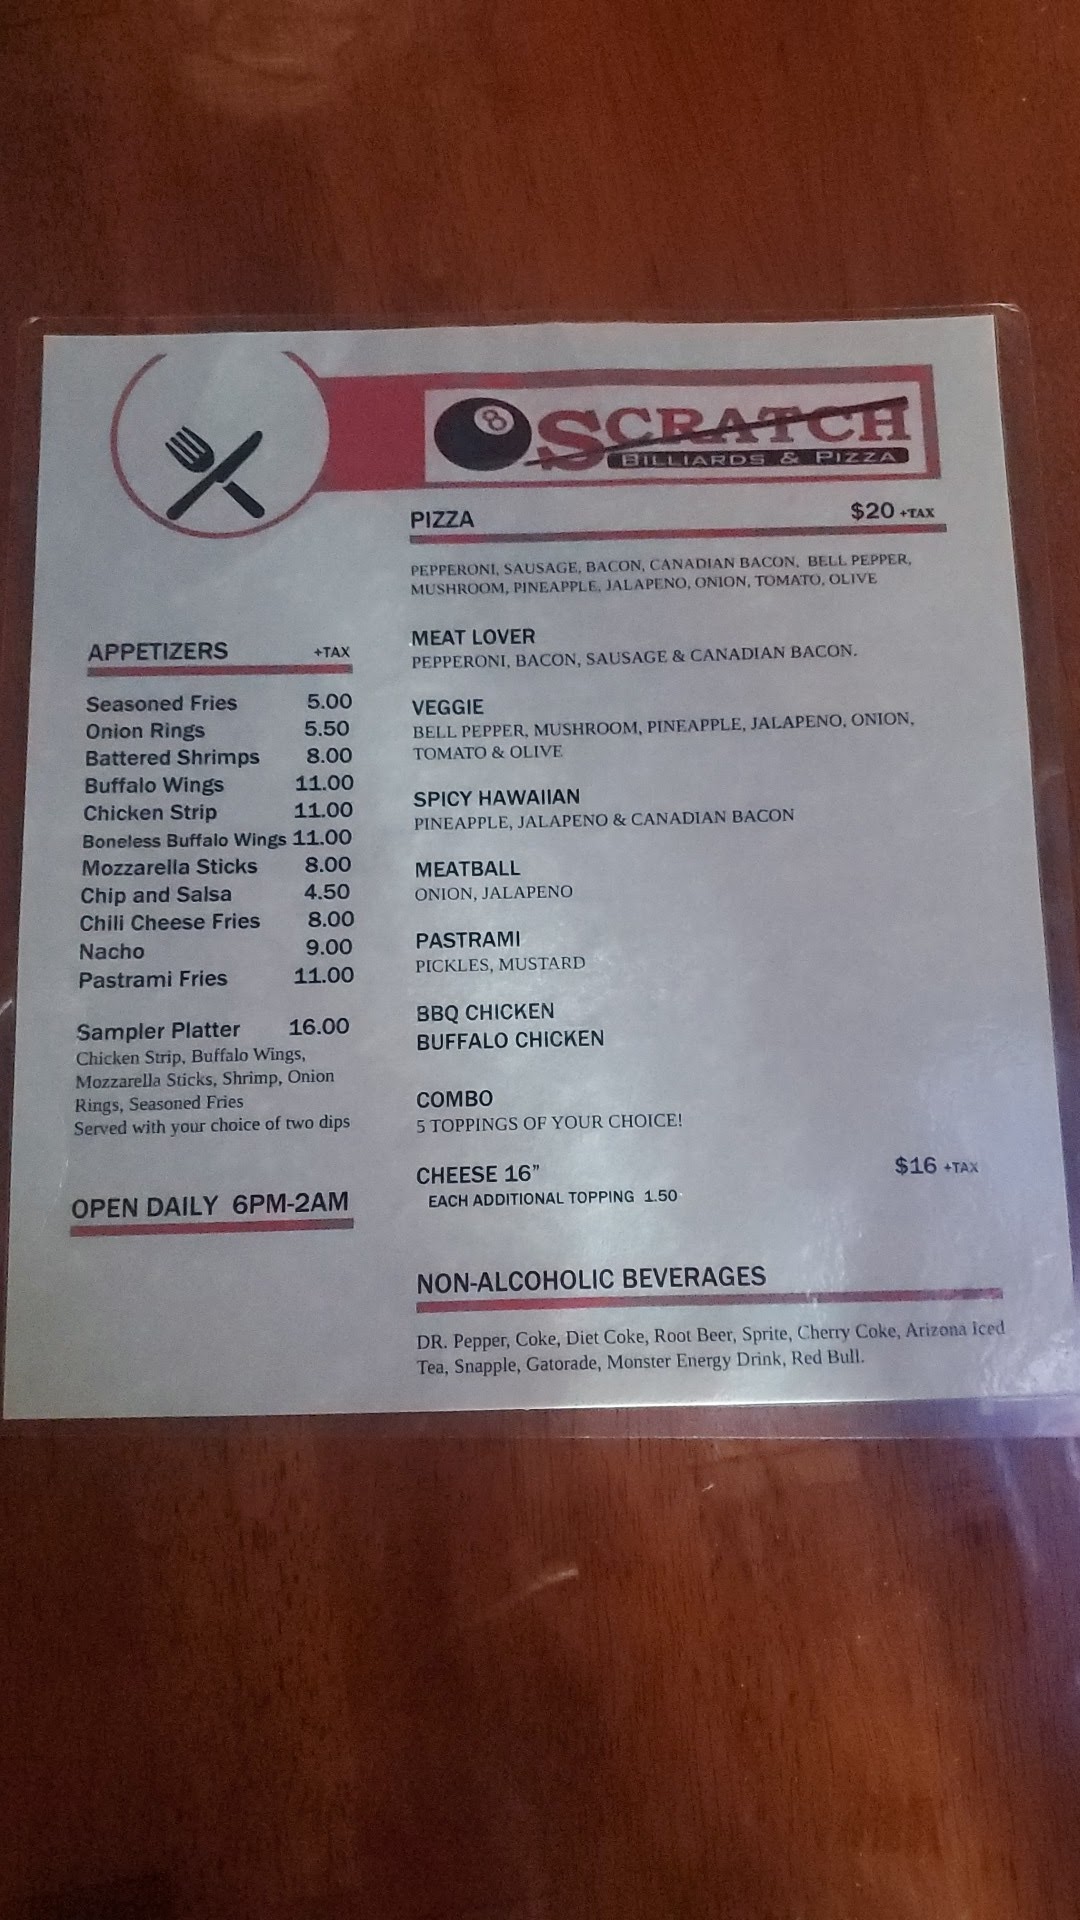 8 SCRATCH
BILLIARDS & PIZZA
APPETIZERS +TAX
Seasoned Fries 5.00
Onion Rings 5.50
Battered Shrimps 8.00
Buffalo Wings 11.00
Chicken Strip 11.00
Boneless Buffalo Wings 11.00
Mozzarella Sticks 8.00
Chip and Salsa 4.50
Chili Cheese Fries 8.00
Nacho 9.00
Pastrami Fries 11.00
Sampler Platter 16.00
Chicken Strip, Buffalo Wings,
Mozzarella Sticks, Shrimp, Onion
Rings, Seasoned Fries
Served with your choice of two dips
OPEN DAILY 6PM-2AM
PIZZA $20 +TAX
PEPPERONI, SAUSAGE, BACON, CANADIAN BACON, BELL PEPPER,
MUSHROOM, PINEAPPLE, JALAPENO, ONION, TOMATO, OLIVE
MEAT LOVER
PEPPERONI, BACON, SAUSAGE & CANADIAN BACON.
VEGGIE
BELL PEPPER, MUSHROOM, PINEAPPLE, JALAPENO, ONION,
TOMATO & OLIVE
SPICY HAWAIIAN
PINEAPPLE, JALAPENO & CANADIAN BACON
MEATBALL
ONION, JALAPENO
PASTRAMI
PICKLES, MUSTARD
BBQ CHICKEN
BUFFALO CHICKEN
COMBO
5 TOPPINGS OF YOUR CHOICE!
CHEESE 16” $16 +TAX
EACH ADDITIONAL TOPPING 1.50
NON-ALCOHOLIC BEVERAGES
DR. Pepper, Coke, Diet Coke, Root Beer, Sprite, Cherry Coke, Arizona Iced
Tea, Snapple, Gatorade, Monster Energy Drink, Red Bull.